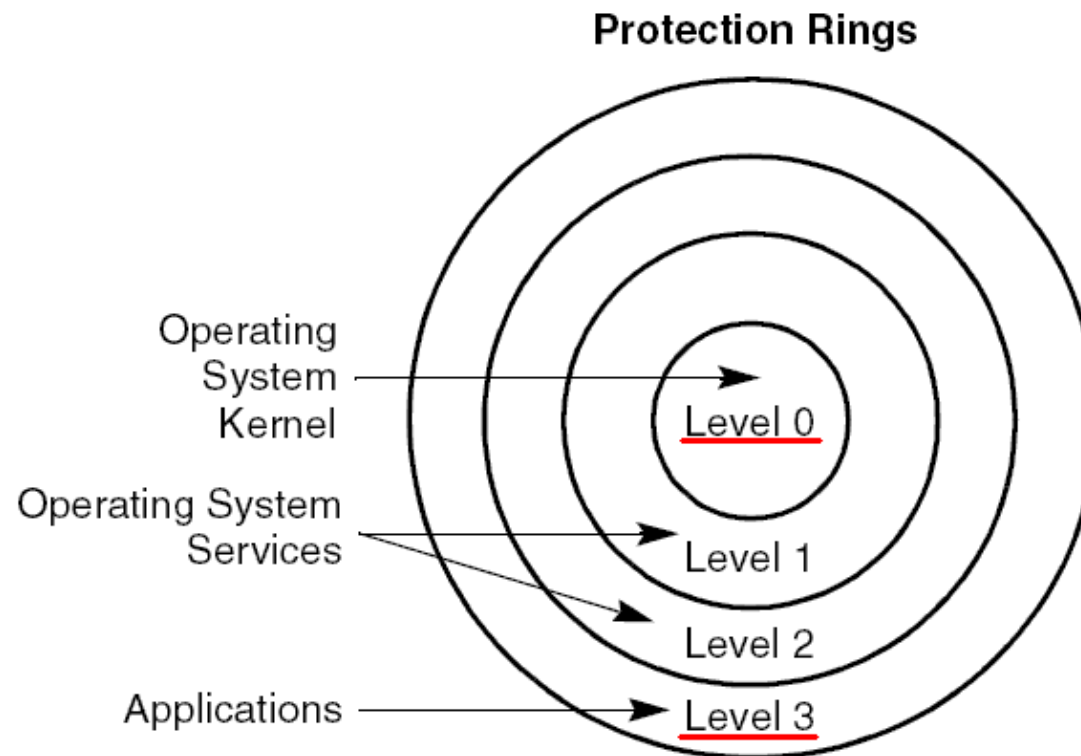 Protection Rings
Operating
System
Kernel
Level 0
Operating System
Services
Level 1
Level 2
Applications
Level 3